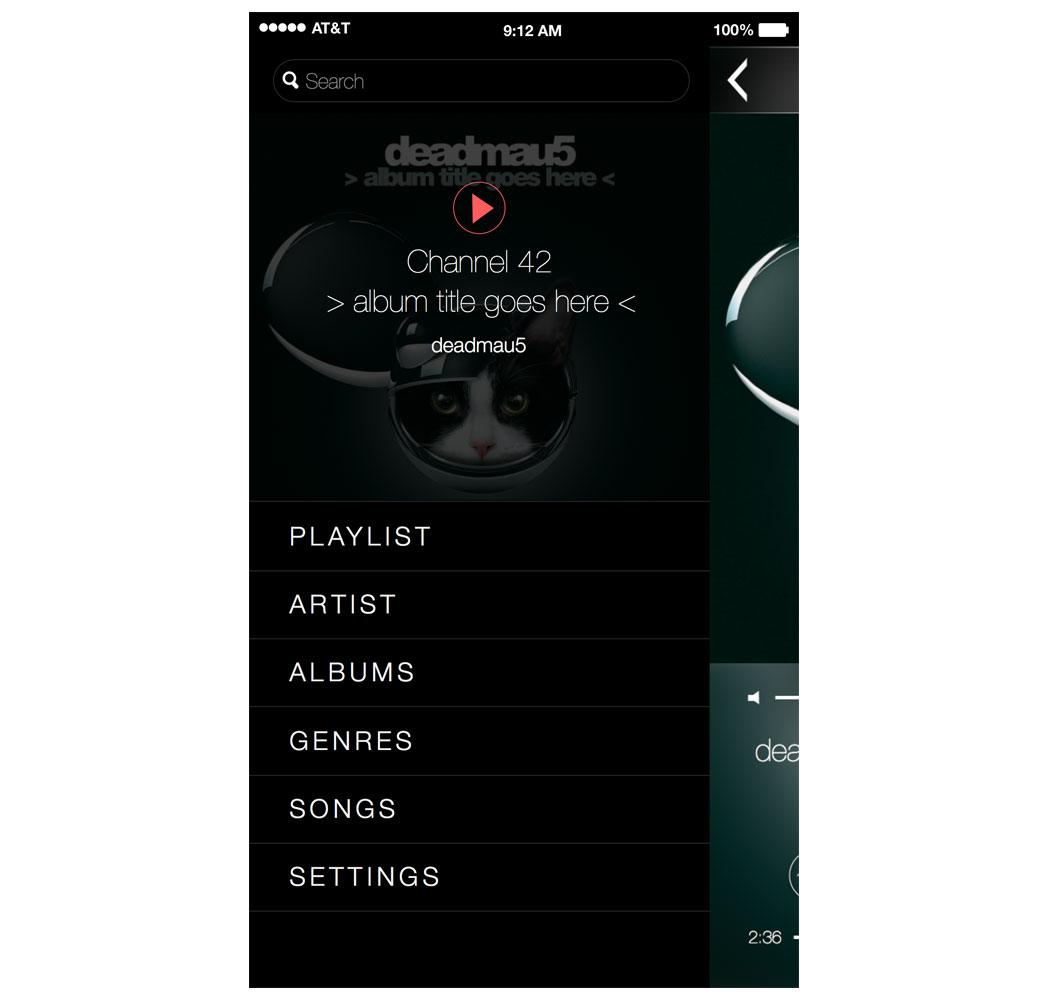 AT&T 9:12 AM 100%
Search
deadmau5
> album title goes here <
Channel 42
> album title goes here <
deadmau5
PLAYLIST
ARTIST
ALBUMS
GENRES
SONGS
SETTINGS
dea
2:36